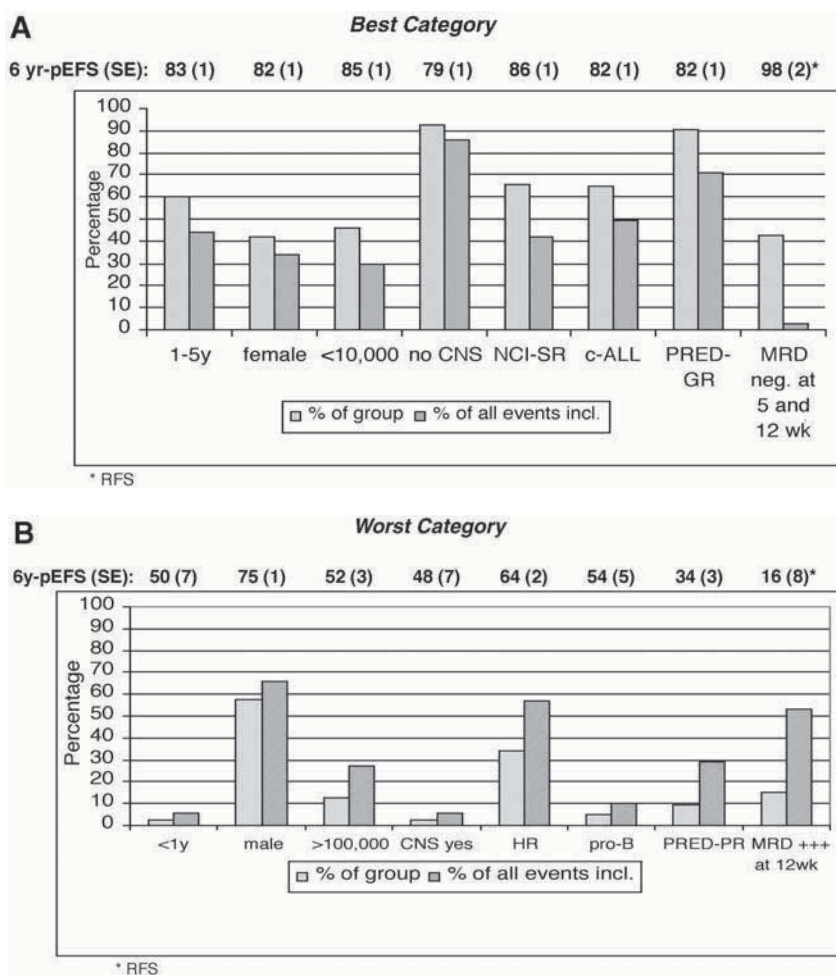 A
Best Category
6 yr-pEFS (SE): 83 (1) 82 (1) 85 (1) 79 (1) 86 (1) 82 (1) 82 (1) 98 (2)*
Percentage
100
90
80
70
60
50
40
30
20
10
0
1-5y female <10,000 no CNS NCI-SR c-ALL PRED-GR MRD neg. at 5 and 12 wk
% of group % of all events incl.
* RFS
B
Worst Category
6y-pEFS (SE): 50 (7) 75 (1) 52 (3) 48 (7) 64 (2) 54 (5) 34 (3) 16 (8)*
Percentage
100
90
80
70
60
50
40
30
20
10
0
<1y male >100,000 CNS yes HR pro-B PRED-PR MRD +++ at 12wk
% of group % of all events incl.
* RFS